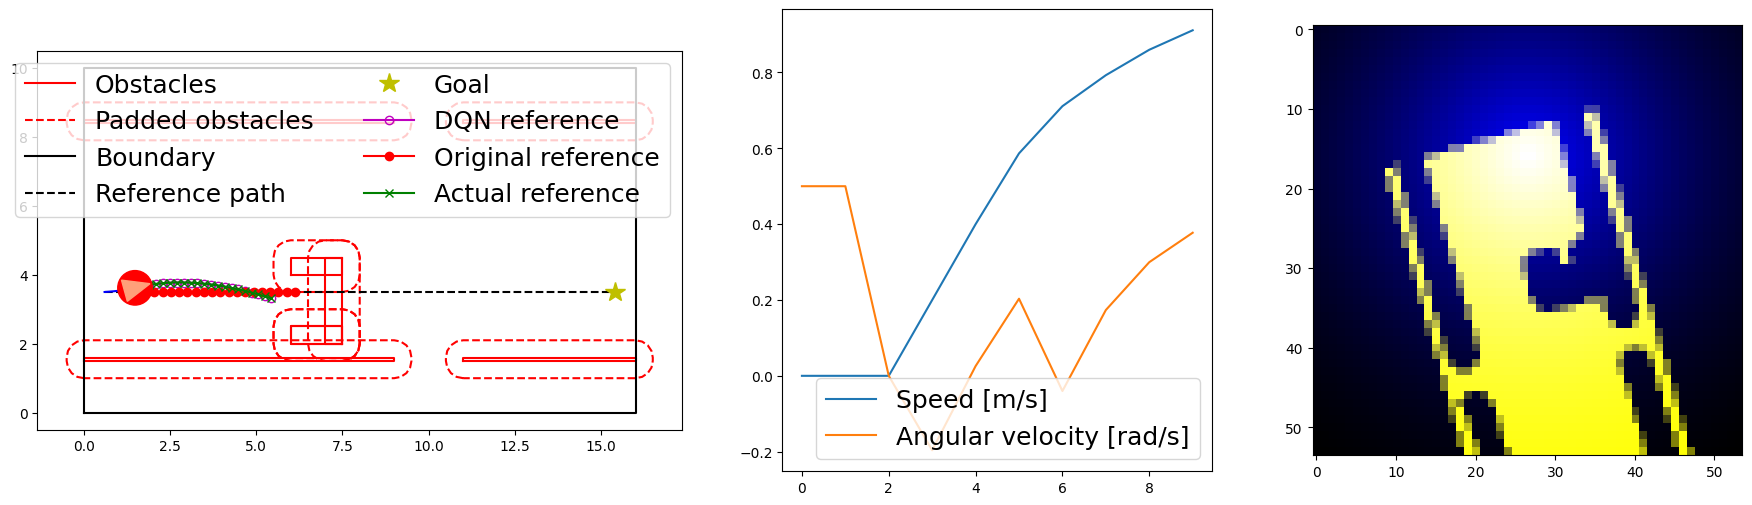 Obstacles
Padded obstacles
Boundary
Reference path
Goal
DQN reference
Original reference
Actual reference
10
8
6
4
2
0
0.0 2.5 5.0 7.5 10.0 12.5 15.0
0.8
0.6
0.4
0.2
0.0
−0.2
Speed [m/s]
Angular velocity [rad/s]
0 2 4 6 8
0
10
20
30
40
50
0 10 20 30 40 50